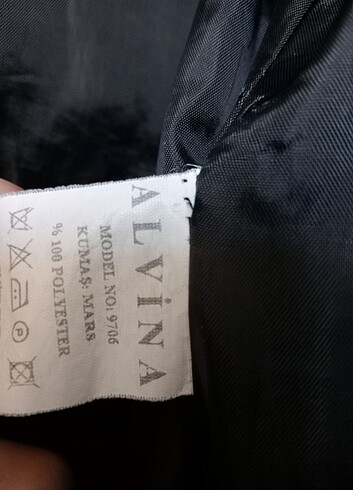 ALVİNA
MODEL NO: 9706
KUMAŞ: MARS
% 100 POLYESTER
P